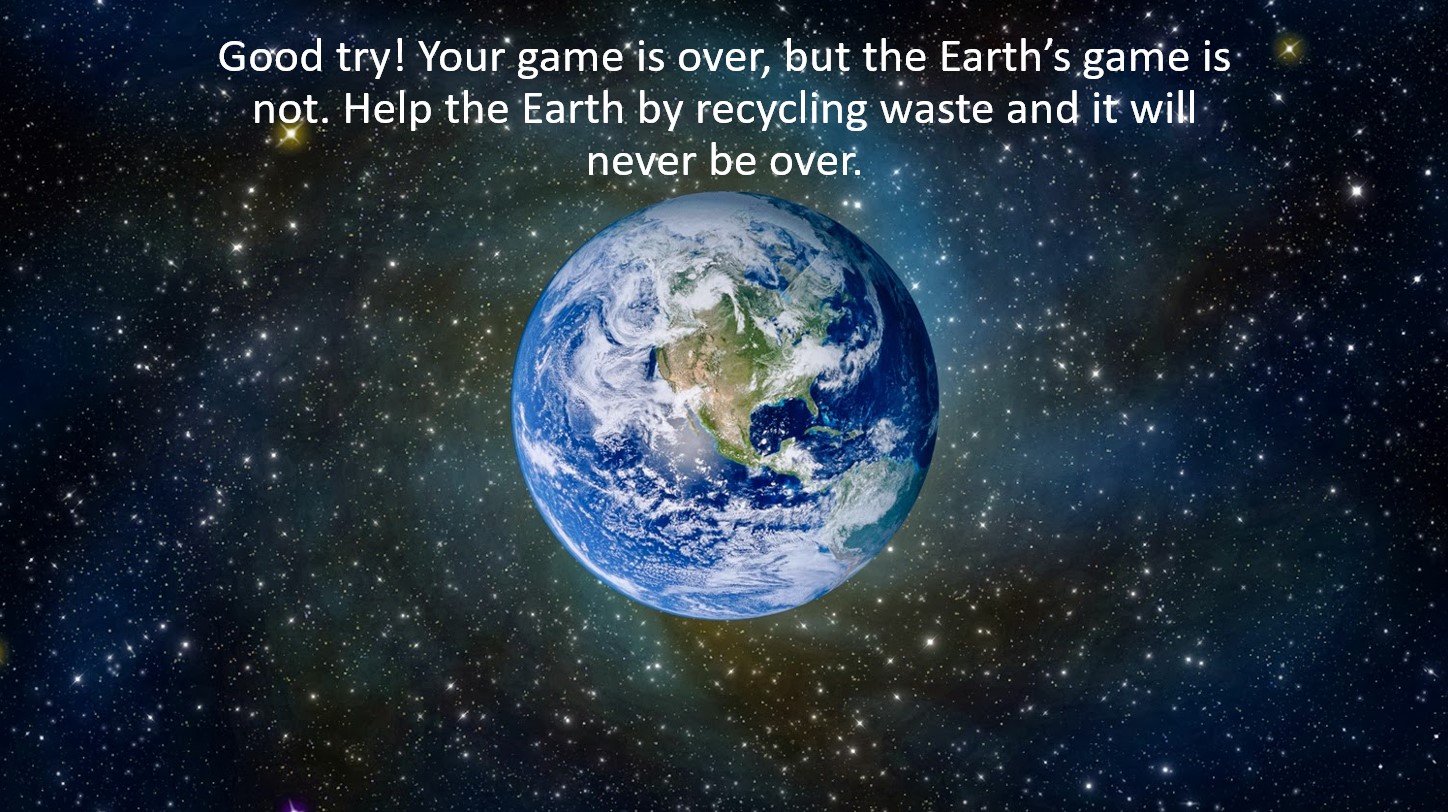 Good try! Your game is over, but the Earth’s game is
not. Help the Earth by recycling waste and it will
never be over.